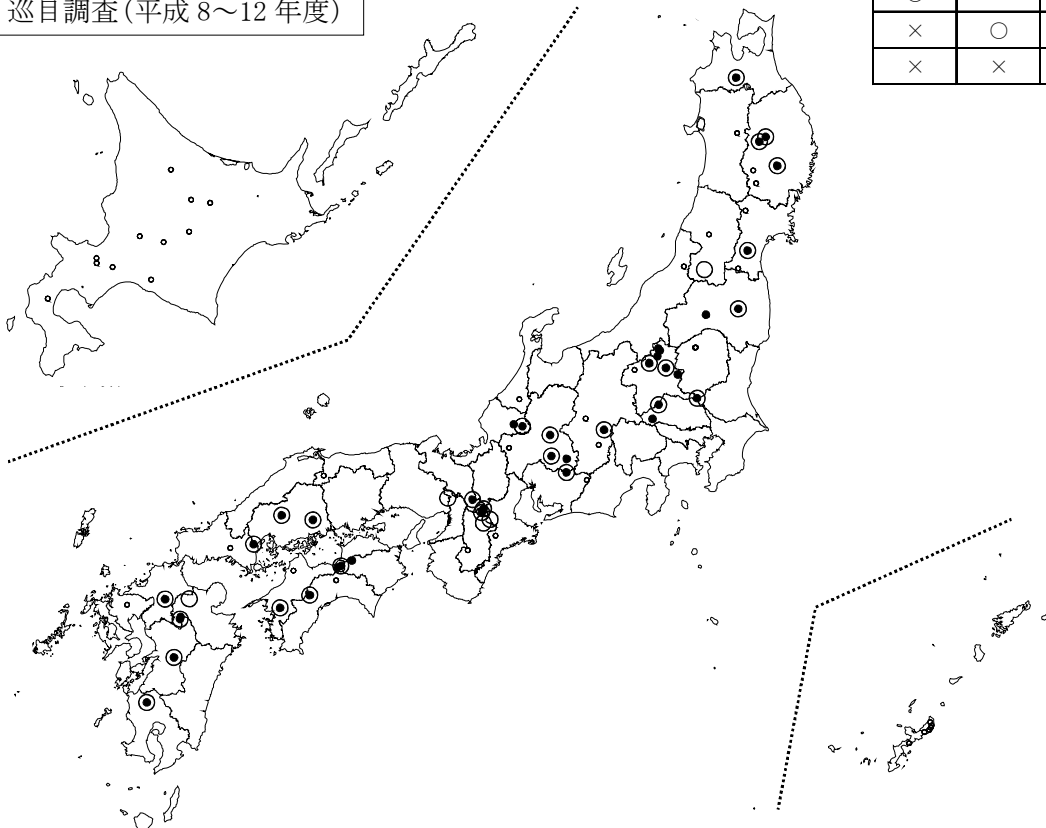 巡目調査(平成 8～12 年度)
○
× ○
× ×